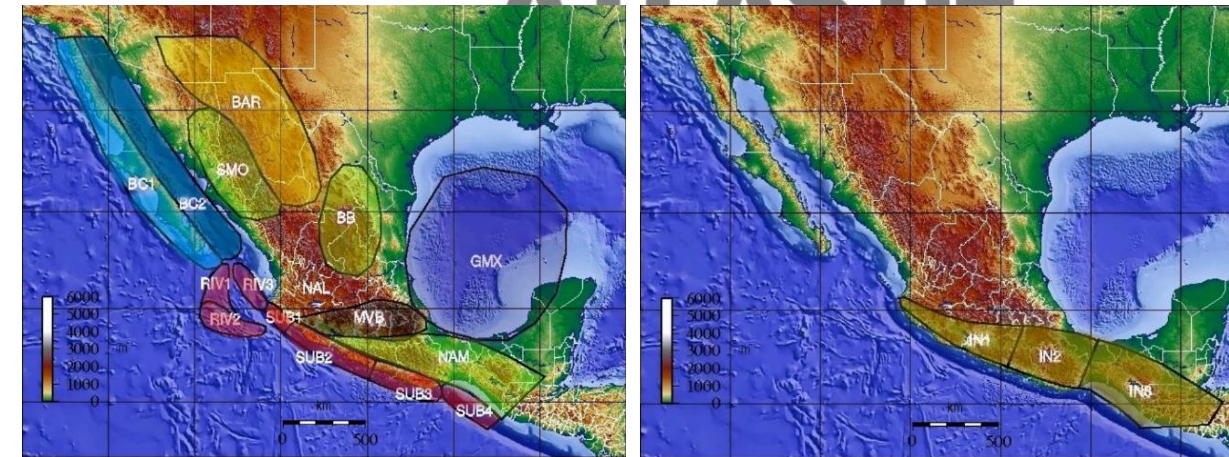 BAR
SMO
BC1
BC2
BB
GMX
RIV1
RIV3
NAL
RIV2
SUB1
MVB
SUB2
NAM
SUB3
SUB4
6000
5000
4000
3000
2000
1000
0
m
km
0
500
IN1
IN2
IN3
6000
5000
4000
3000
2000
1000
0
m
km
0
500